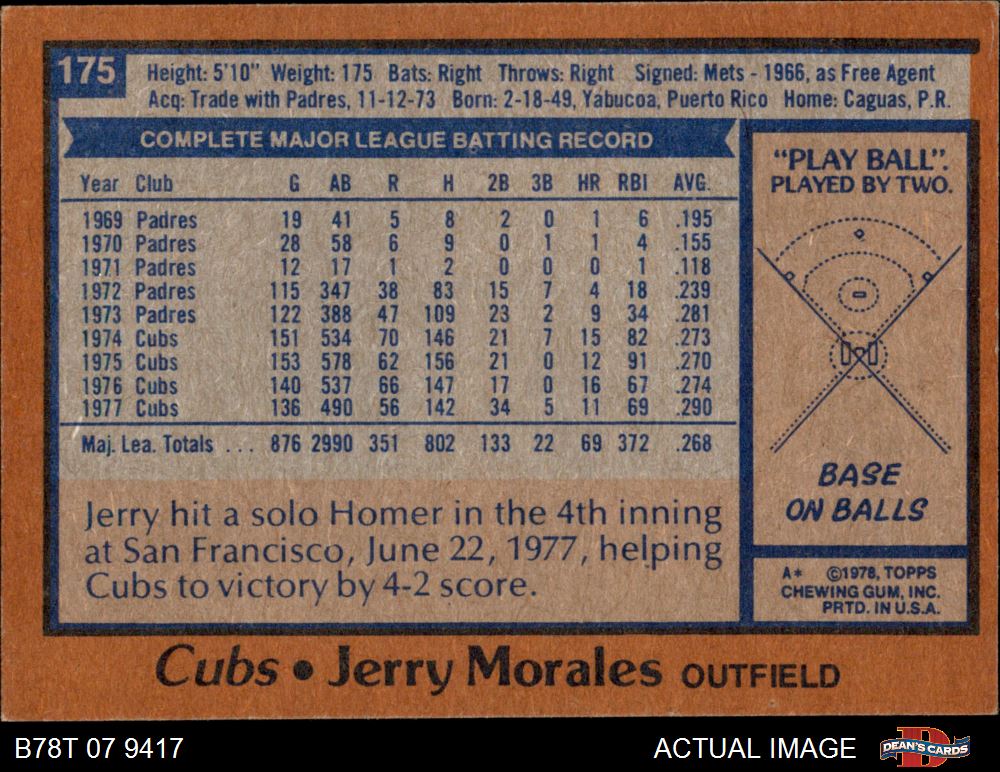 175
Height: 5'10" Weight: 175 Bats: Right Throws: Right Signed: Mets - 1966, as Free Agent
Acq: Trade with Padres, 11-12-73 Born: 2-18-49, Yabucoa, Puerto Rico Home: Caguas, P.R.
COMPLETE MAJOR LEAGUE BATTING RECORD
Year Club G AB R H 2B 3B HR RBI AVG.
1969 Padres 19 41 5 8 2 0 1 6 .195
1970 Padres 28 58 6 9 0 1 1 4 .155
1971 Padres 12 17 1 2 0 0 0 1 .118
1972 Padres 115 347 38 83 15 7 4 18 .239
1973 Padres 122 388 47 109 23 2 9 34 .281
1974 Cubs 151 534 70 146 21 7 15 82 .273
1975 Cubs 153 578 62 156 21 0 12 91 .270
1976 Cubs 140 537 66 147 17 0 16 67 .274
1977 Cubs 136 490 56 142 34 5 11 69 .290
Maj. Lea. Totals . . . 876 2990 351 802 133 22 69 372 .268
Jerry hit a solo Homer in the 4th inning
at San Francisco, June 22, 1977, helping
Cubs to victory by 4-2 score.
"PLAY BALL".
PLAYED BY TWO.
BASE
ON BALLS
A* ©1978, TOPPS
CHEWING GUM, INC.
PRTD. IN U.S.A.
Cubs • Jerry Morales OUTFIELD
B78T 07 9417
ACTUAL IMAGE
D
DEAN'S CARDS